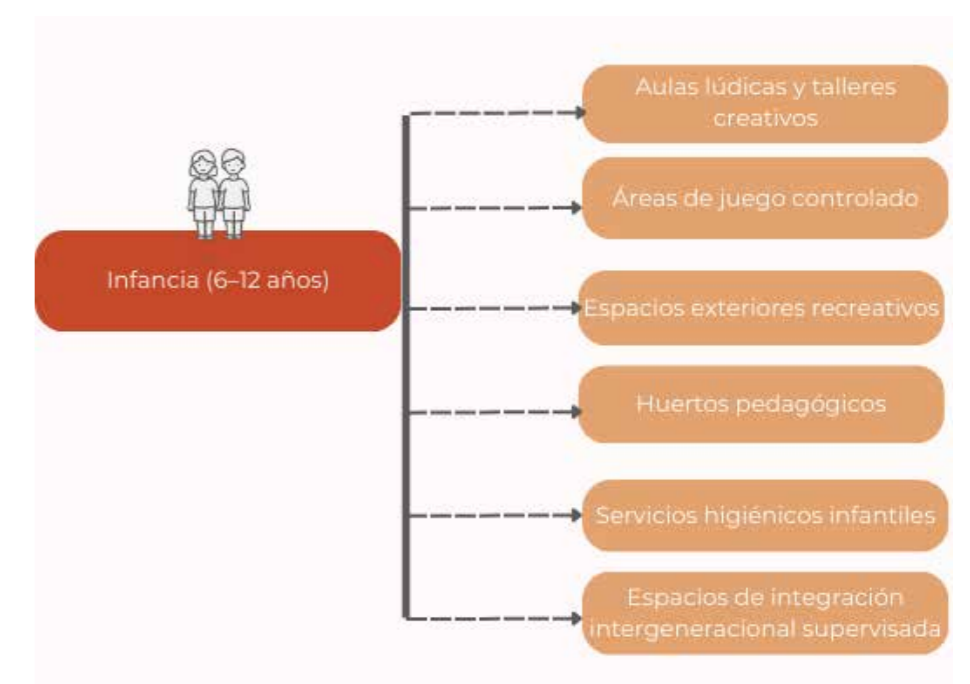 Infancia (6–12 años)
Aulas lúdicas y talleres
creativos
Áreas de juego controlado
Espacios exteriores recreativos
Huertos pedagógicos
Servicios higiénicos infantiles
Espacios de integración
intergeneracional supervisada